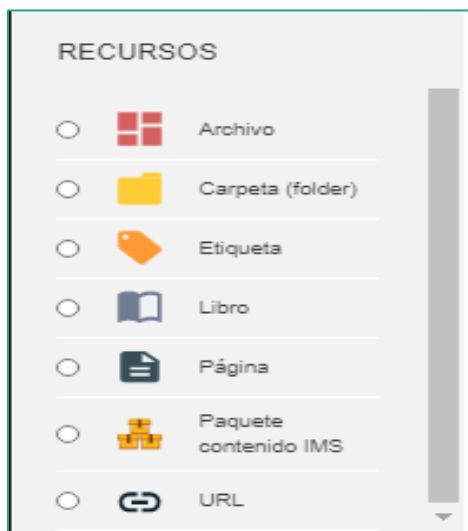 RECURSOS
Archivo
Carpeta (folder)
Etiqueta
Libro
Página
Paquete
contenido IMS
URL